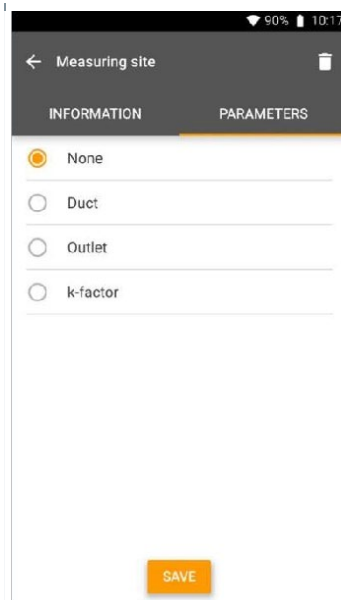 90% 10:17
Measuring site
INFORMATION PARAMETERS
None
Duct
Outlet
k-factor
SAVE